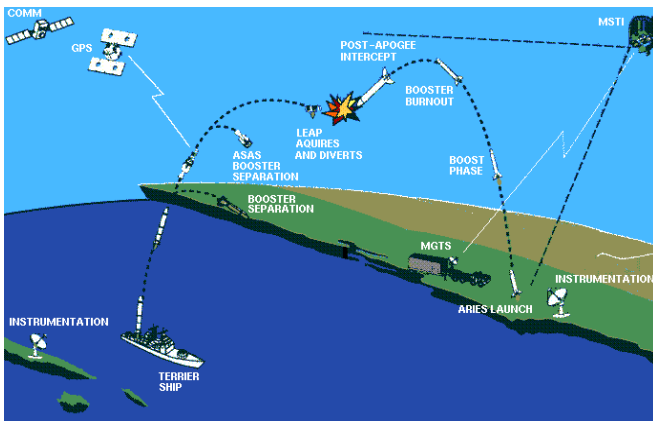 COMM
GPS
MSTI
POST-APOGEE
INTERCEPT
BOOSTER
BURNOUT
LEAP
AQUIRES
AND DIVERTS
ASAS
BOOSTER
SEPARATION
BOOST
PHASE
BOOSTER
SEPARATION
MGTS
INSTRUMENTATION
ARIES LAUNCH
INSTRUMENTATION
TERRIER
SHIP